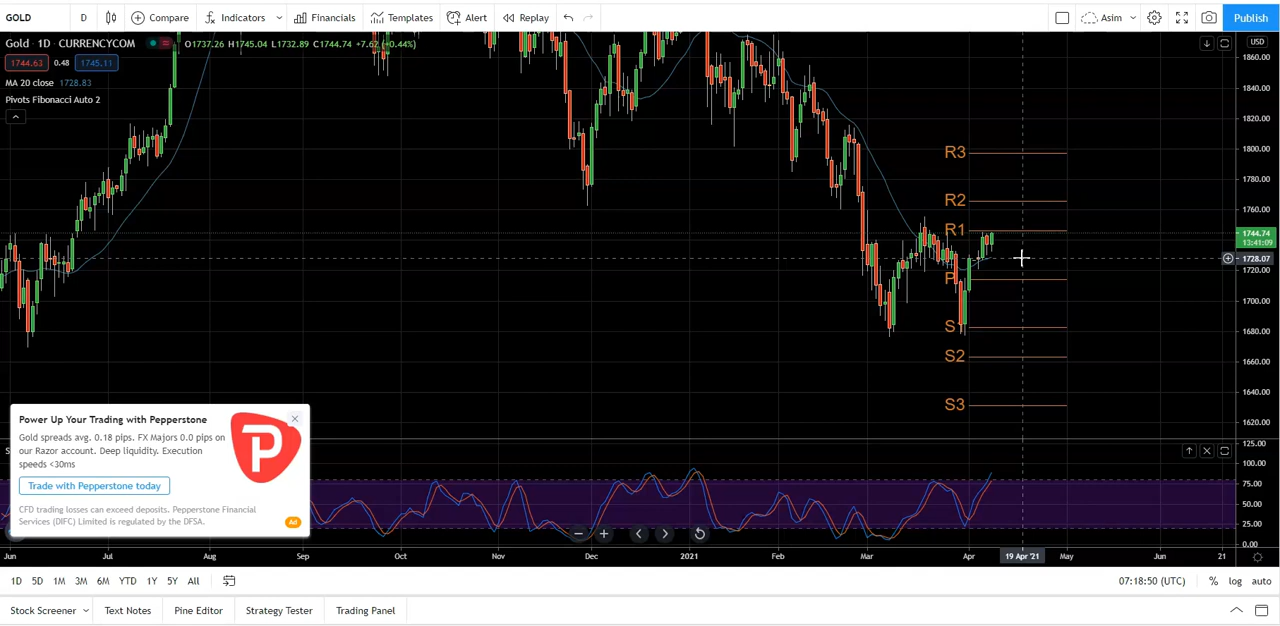 GOLD D Compare Indicators Financials Templates Alert Replay Asim Publish
Gold 1D CURRENCYCOM O1737.26 H1745.04 L1732.89 C1744.74 +7.62 (+0.44%) USD
1744.63 0.48 1745.11
MA 20 close 1728.83
Pivots Fibonacci Auto 2
1860.00
1840.00
1820.00
1800.00
1780.00
1760.00
1744.74
13:41:09
1728.07
1720.00
1700.00
1680.00
1660.00
1640.00
1620.00
R3
R2
R1
P
S
S2
S3
Power Up Your Trading with Pepperstone
Gold spreads avg. 0.18 pips. FX Majors 0.0 pips on
our Razor account. Deep liquidity. Execution
speeds <30ms
Trade with Pepperstone today
CFD trading losses can exceed deposits. Pepperstone Financial
Services (DIFC) Limited is regulated by the DFSA.
Ad
125.00
100.00
75.00
50.00
25.00
0.00
Jun Jul Aug Sep Oct Nov Dec 2021 Feb Mar Apr 19 Apr '21 May Jun 21
1D 5D 1M 3M 6M YTD 1Y 5Y All 07:18:50 (UTC) % log auto
Stock Screener Text Notes Pine Editor Strategy Tester Trading Panel